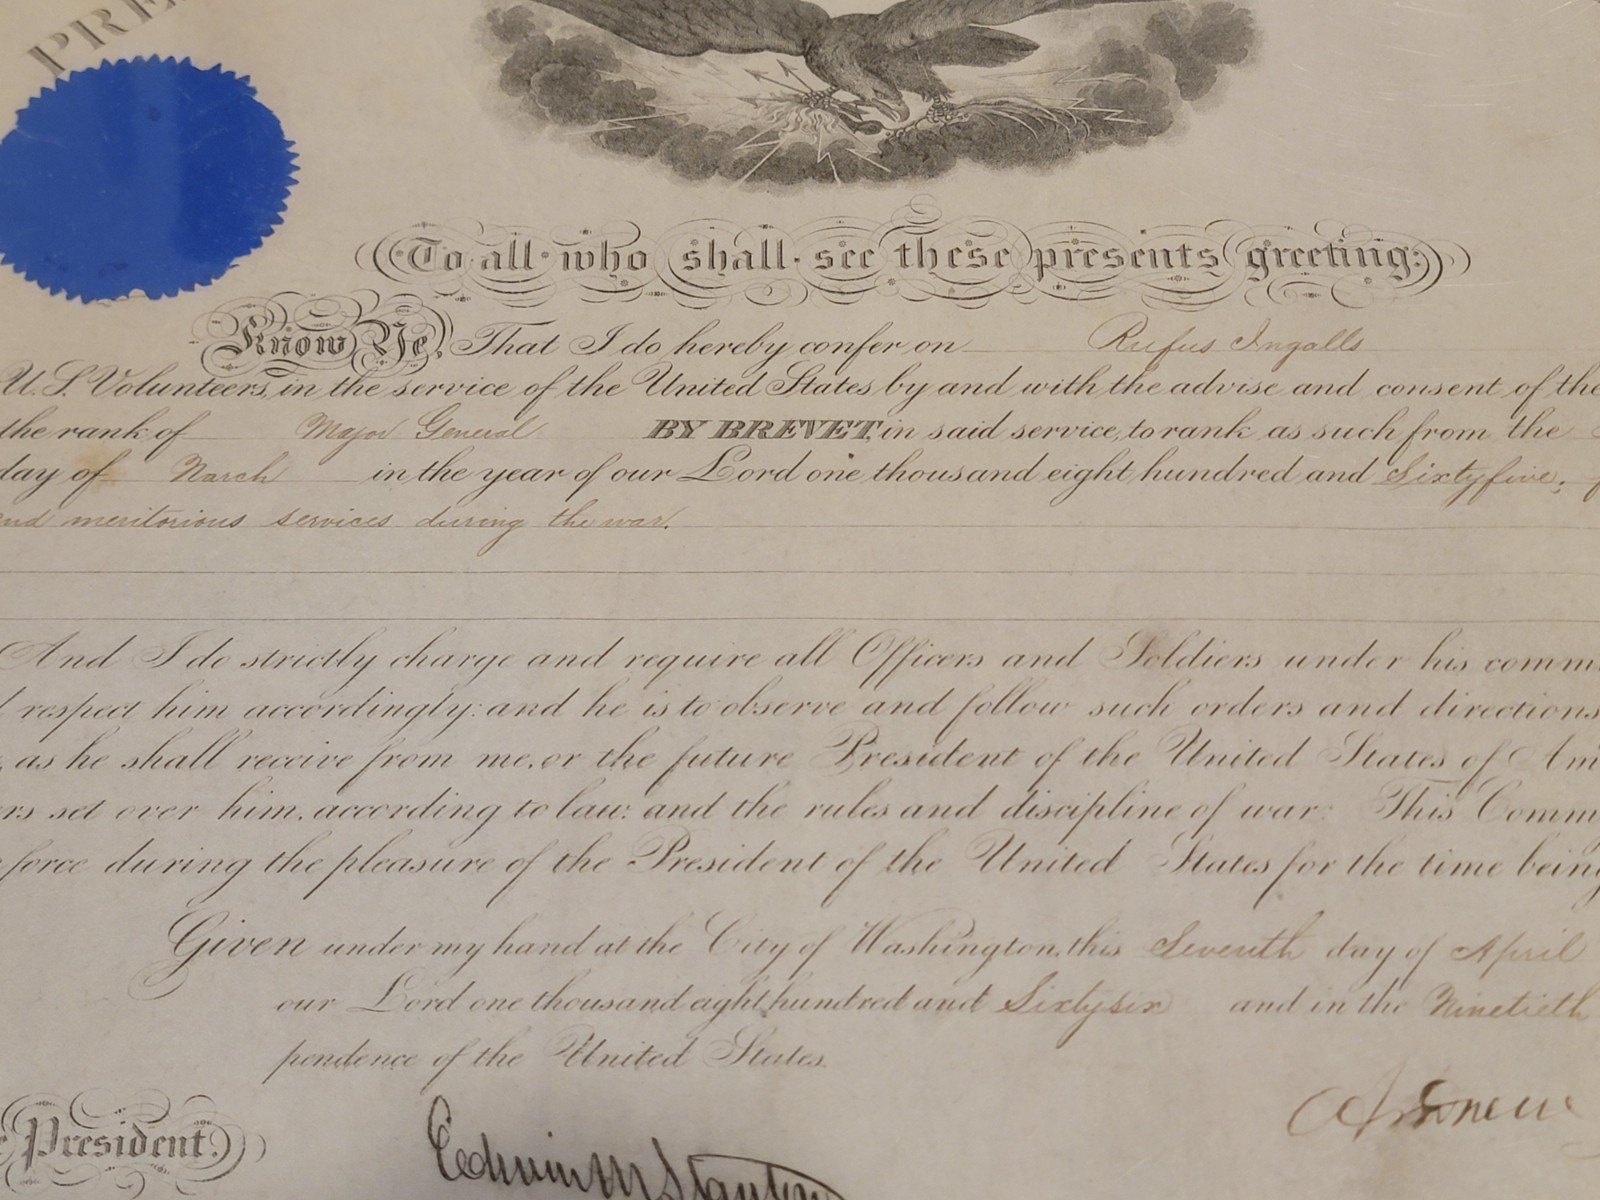 PRE
To all who shall see these presents greeting:
Know Ye, That I do hereby confer on Rufus Ingalls
U.S. Volunteers, in the service of the United States by and with the advise and consent of the
the rank of Major General BY BREVET, in said service, to rank as such from the
day of March in the year of our Lord one thousand eight hundred and Sixty five;
and meritorious services during the war.
And I do strictly charge and require all Officers and Soldiers under his comm
respect him accordingly: and he is to observe and follow such orders and directions
as he shall receive from me, or the future President of the United States of Am
rs set over him, according to law: and the rules and discipline of war: This Comm
force during the pleasure of the President of the United States for the time being
Given under my hand at the City of Washington, this Seventh day of April
our Lord one thousand eight hundred and Sixty six and in the Ninetieth
pendence of the United States.
President.
Edwin M Stanton